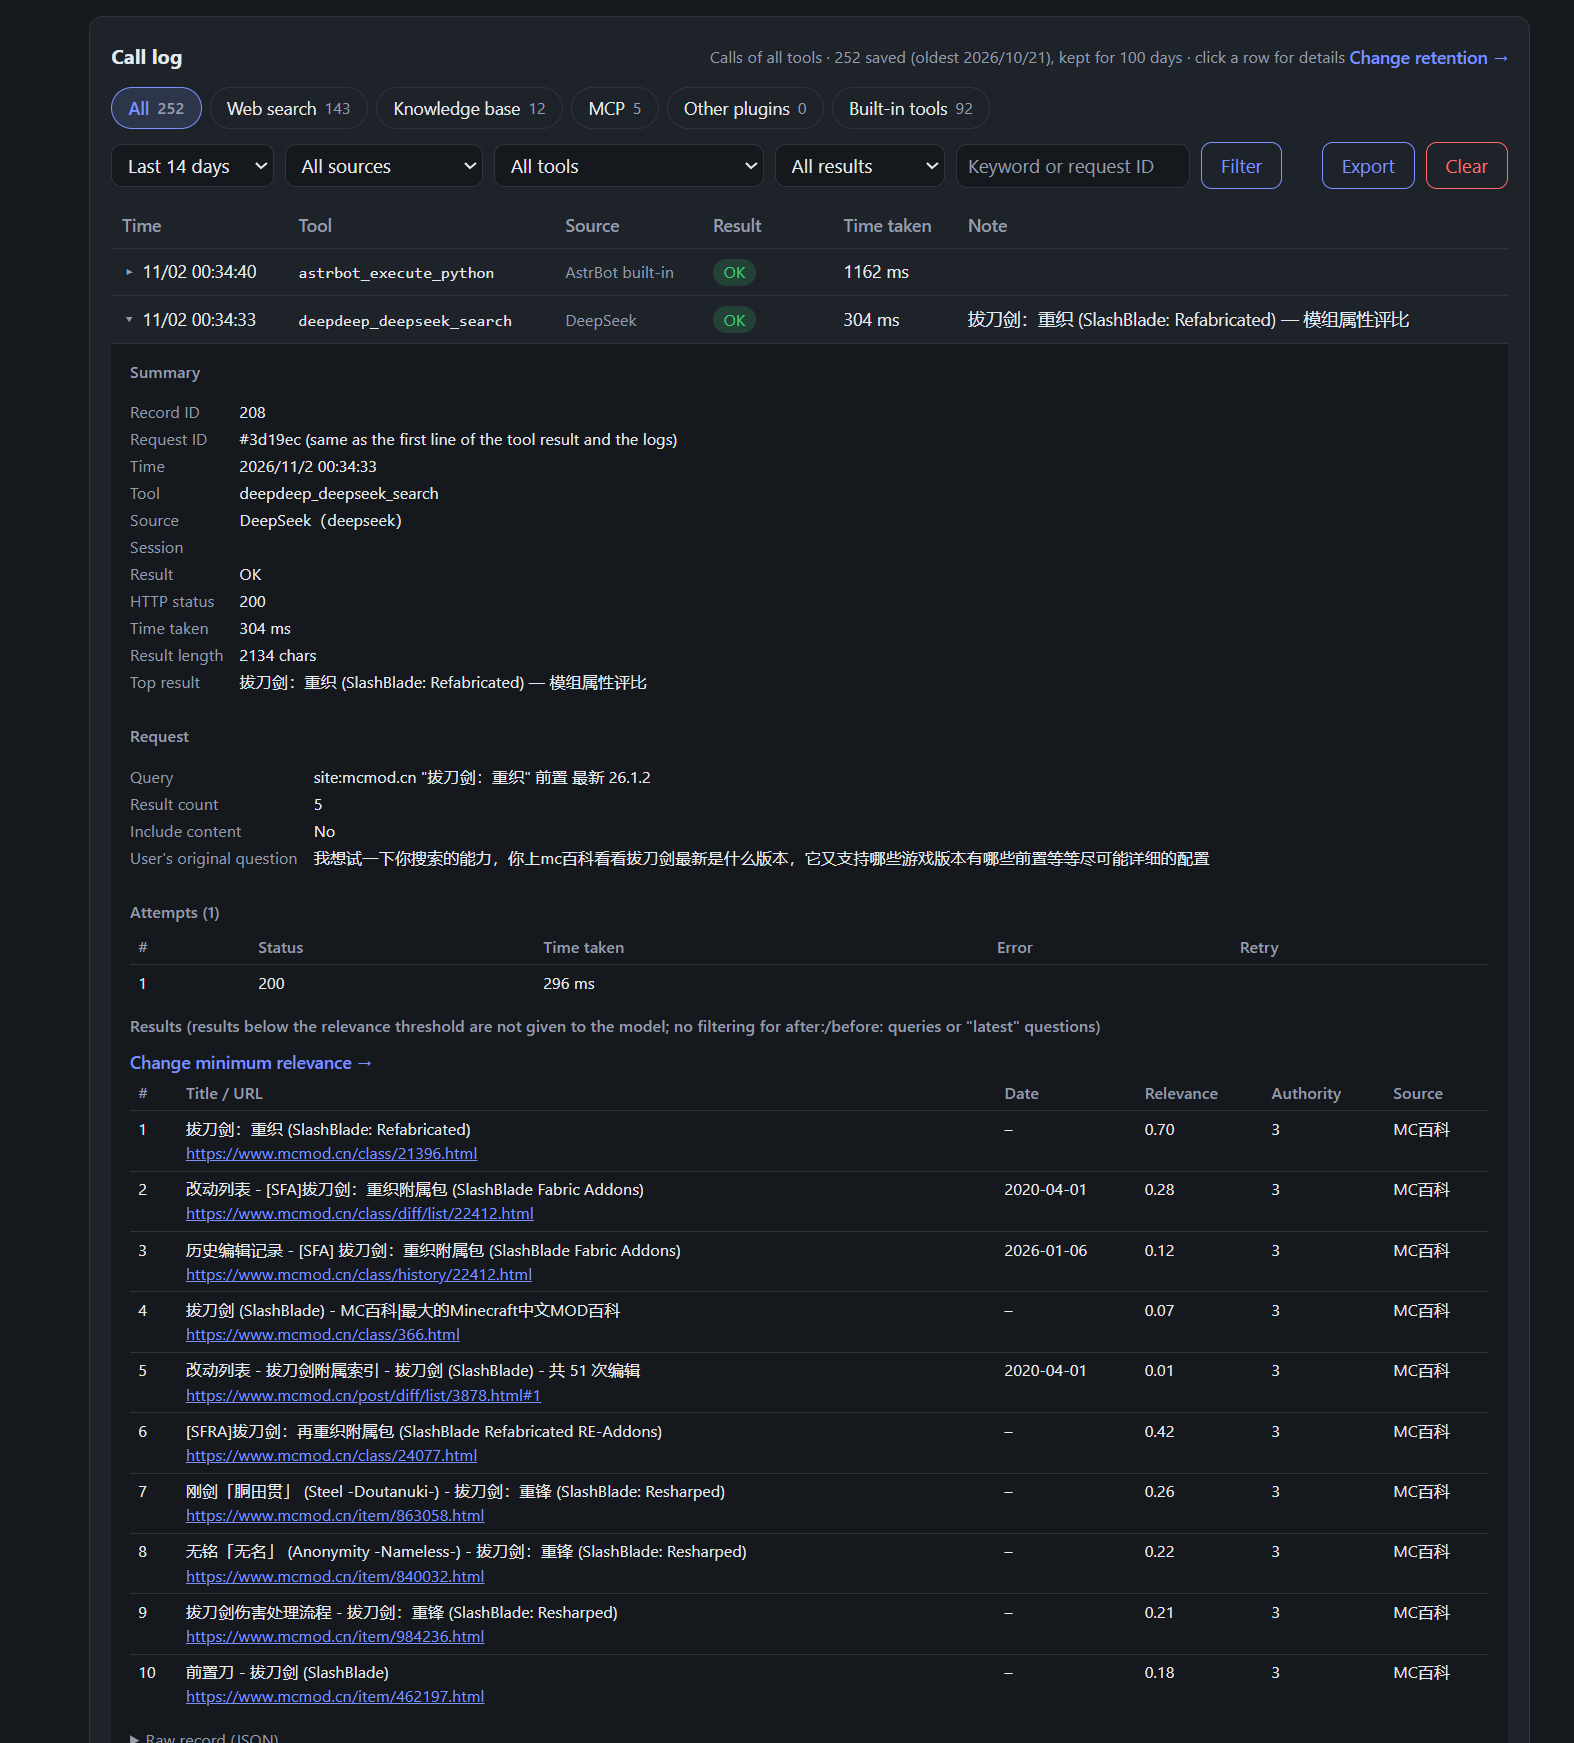 Call log
Calls of all tools · 252 saved (oldest 2026/10/21), kept for 100 days · click a row for details Change retention →
All 252 Web search 143 Knowledge base 12 MCP 5 Other plugins 0 Built-in tools 92
Last 14 days All sources All tools All results Keyword or request ID Filter Export Clear
Time Tool Source Result Time taken Note
11/02 00:34:40 astrbot_execute_python AstrBot built-in OK 1162 ms
11/02 00:34:33 deepdeep_deepseek_search DeepSeek OK 304 ms 拔刀剑：重织 (SlashBlade: Refabricated) — 模组属性评比
Summary
Record ID 208
Request ID #3d19ec (same as the first line of the tool result and the logs)
Time 2026/11/2 00:34:33
Tool deepdeep_deepseek_search
Source DeepSeek（deepseek）
Session
Result OK
HTTP status 200
Time taken 304 ms
Result length 2134 chars
Top result 拔刀剑：重织 (SlashBlade: Refabricated) — 模组属性评比
Request
Query site:mcmod.cn "拔刀剑：重织" 前置 最新 26.1.2
Result count 5
Include content No
User's original question 我想试一下你搜索的能力，你上mc百科看看拔刀剑最新是什么版本，它又支持哪些游戏版本有哪些前置等等尽可能详细的配置
Attempts (1)
# Status Time taken Error Retry
1 200 296 ms
Results (results below the relevance threshold are not given to the model; no filtering for after:/before: queries or "latest" questions)
Change minimum relevance →
# Title / URL Date Relevance Authority Source
1 拔刀剑：重织 (SlashBlade: Refabricated) – 0.70 3 MC百科
https://www.mcmod.cn/class/21396.html
2 改动列表 - [SFA]拔刀剑：重织附属包 (SlashBlade Fabric Addons) 2020-04-01 0.28 3 MC百科
https://www.mcmod.cn/class/diff/list/22412.html
3 历史编辑记录 - [SFA] 拔刀剑：重织附属包 (SlashBlade Fabric Addons) 2026-01-06 0.12 3 MC百科
https://www.mcmod.cn/class/history/22412.html
4 拔刀剑 (SlashBlade) - MC百科|最大的Minecraft中文MOD百科 – 0.07 3 MC百科
https://www.mcmod.cn/class/366.html
5 改动列表 - 拔刀剑附属索引 - 拔刀剑 (SlashBlade) - 共 51 次编辑 2020-04-01 0.01 3 MC百科
https://www.mcmod.cn/post/diff/list/3878.html#1
6 [SFRA]拔刀剑：再重织附属包 (SlashBlade Refabricated RE-Addons) – 0.42 3 MC百科
https://www.mcmod.cn/class/24077.html
7 刚剑「胴田贯」 (Steel -Doutanuki-) - 拔刀剑：重锋 (SlashBlade: Resharped) – 0.26 3 MC百科
https://www.mcmod.cn/item/863058.html
8 无铭「无名」 (Anonymity -Nameless-) - 拔刀剑：重锋 (SlashBlade: Resharped) – 0.22 3 MC百科
https://www.mcmod.cn/item/840032.html
9 拔刀剑伤害处理流程 - 拔刀剑：重锋 (SlashBlade: Resharped) – 0.21 3 MC百科
https://www.mcmod.cn/item/984236.html
10 前置刀 - 拔刀剑 (SlashBlade) – 0.18 3 MC百科
https://www.mcmod.cn/item/462197.html
Raw record (JSON)